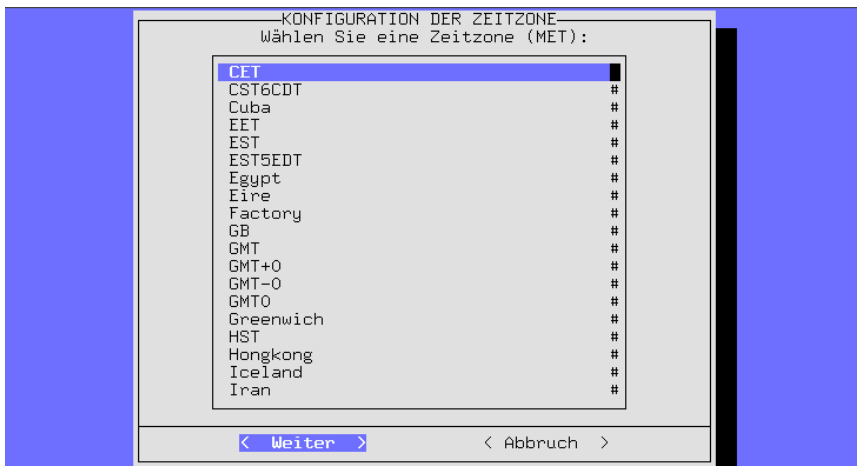 KONFIGURATION DER ZEITZONE
Wählen Sie eine Zeitzone (MET):
CET
CST6CDT #
Cuba #
EET #
EST #
EST5EDT #
Egypt #
Eire #
Factory #
GB #
GMT #
GMT+0 #
GMT-0 #
GMT0 #
Greenwich #
HST #
Hongkong #
Iceland #
Iran #
< Weiter > < Abbruch >